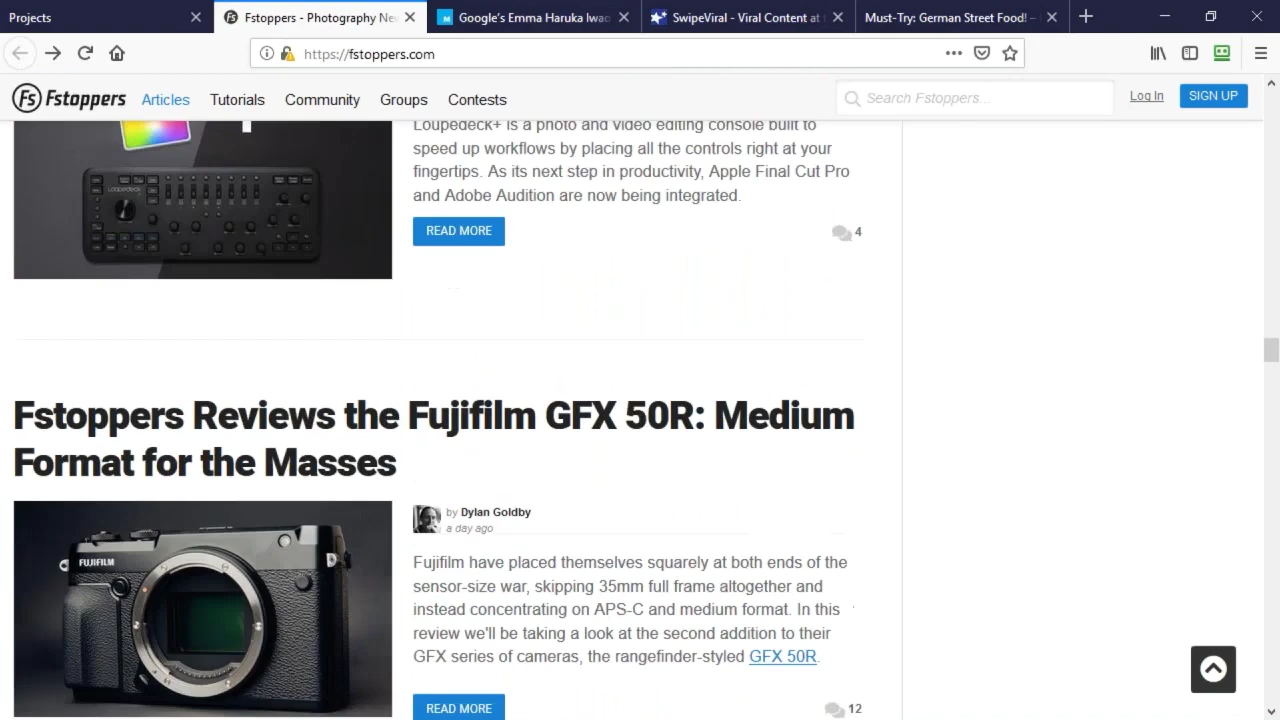 Projects
Fstoppers - Photography Ne
Google's Emma Haruka Iwao
SwipeViral - Viral Content at
Must-Try: German Street Food! –
https://fstoppers.com
Fs Fstoppers
Articles
Tutorials
Community
Groups
Contests
Search Fstoppers...
Log In
SIGN UP
Loupedeck+ is a photo and video editing console built to
speed up workflows by placing all the controls right at your
fingertips. As its next step in productivity, Apple Final Cut Pro
and Adobe Audition are now being integrated.
Loupedeck
READ MORE
4
Fstoppers Reviews the Fujifilm GFX 50R: Medium
Format for the Masses
FUJIFILM
by Dylan Goldby
a day ago
Fujifilm have placed themselves squarely at both ends of the
sensor-size war, skipping 35mm full frame altogether and
instead concentrating on APS-C and medium format. In this
review we'll be taking a look at the second addition to their
GFX series of cameras, the rangefinder-styled GFX 50R.
READ MORE
12